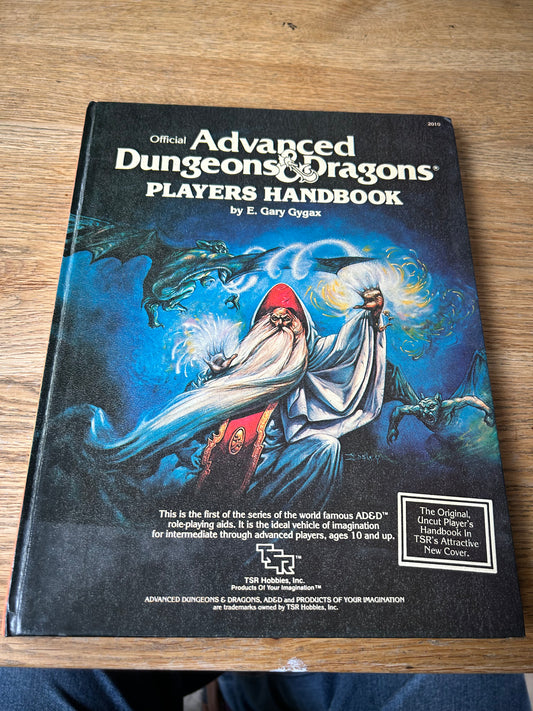 2010
Official Advanced
Dungeons & Dragons®
PLAYERS HANDBOOK
by E. Gary Gygax
This is the first of the series of the world famous AD&D™
role-playing aids. It is the ideal vehicle of imagination
for intermediate through advanced players, ages 10 and up.
The Original,
Uncut Player's
Handbook In
TSR's Attractive
New Cover.
TSR™
TSR Hobbies, Inc.
Products Of Your Imagination™
ADVANCED DUNGEONS & DRAGONS, AD&D and PRODUCTS OF YOUR IMAGINATION
are trademarks owned by TSR Hobbies, Inc.